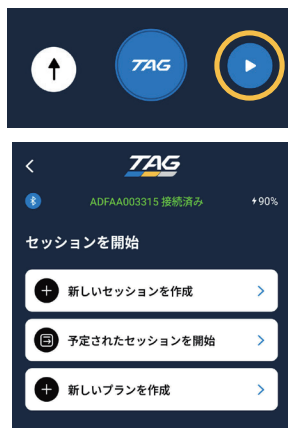 TAG
TAG
ADFAA003315 接続済み
90%
セッションを開始
新しいセッションを作成
予定されたセッションを開始
新しいプランを作成